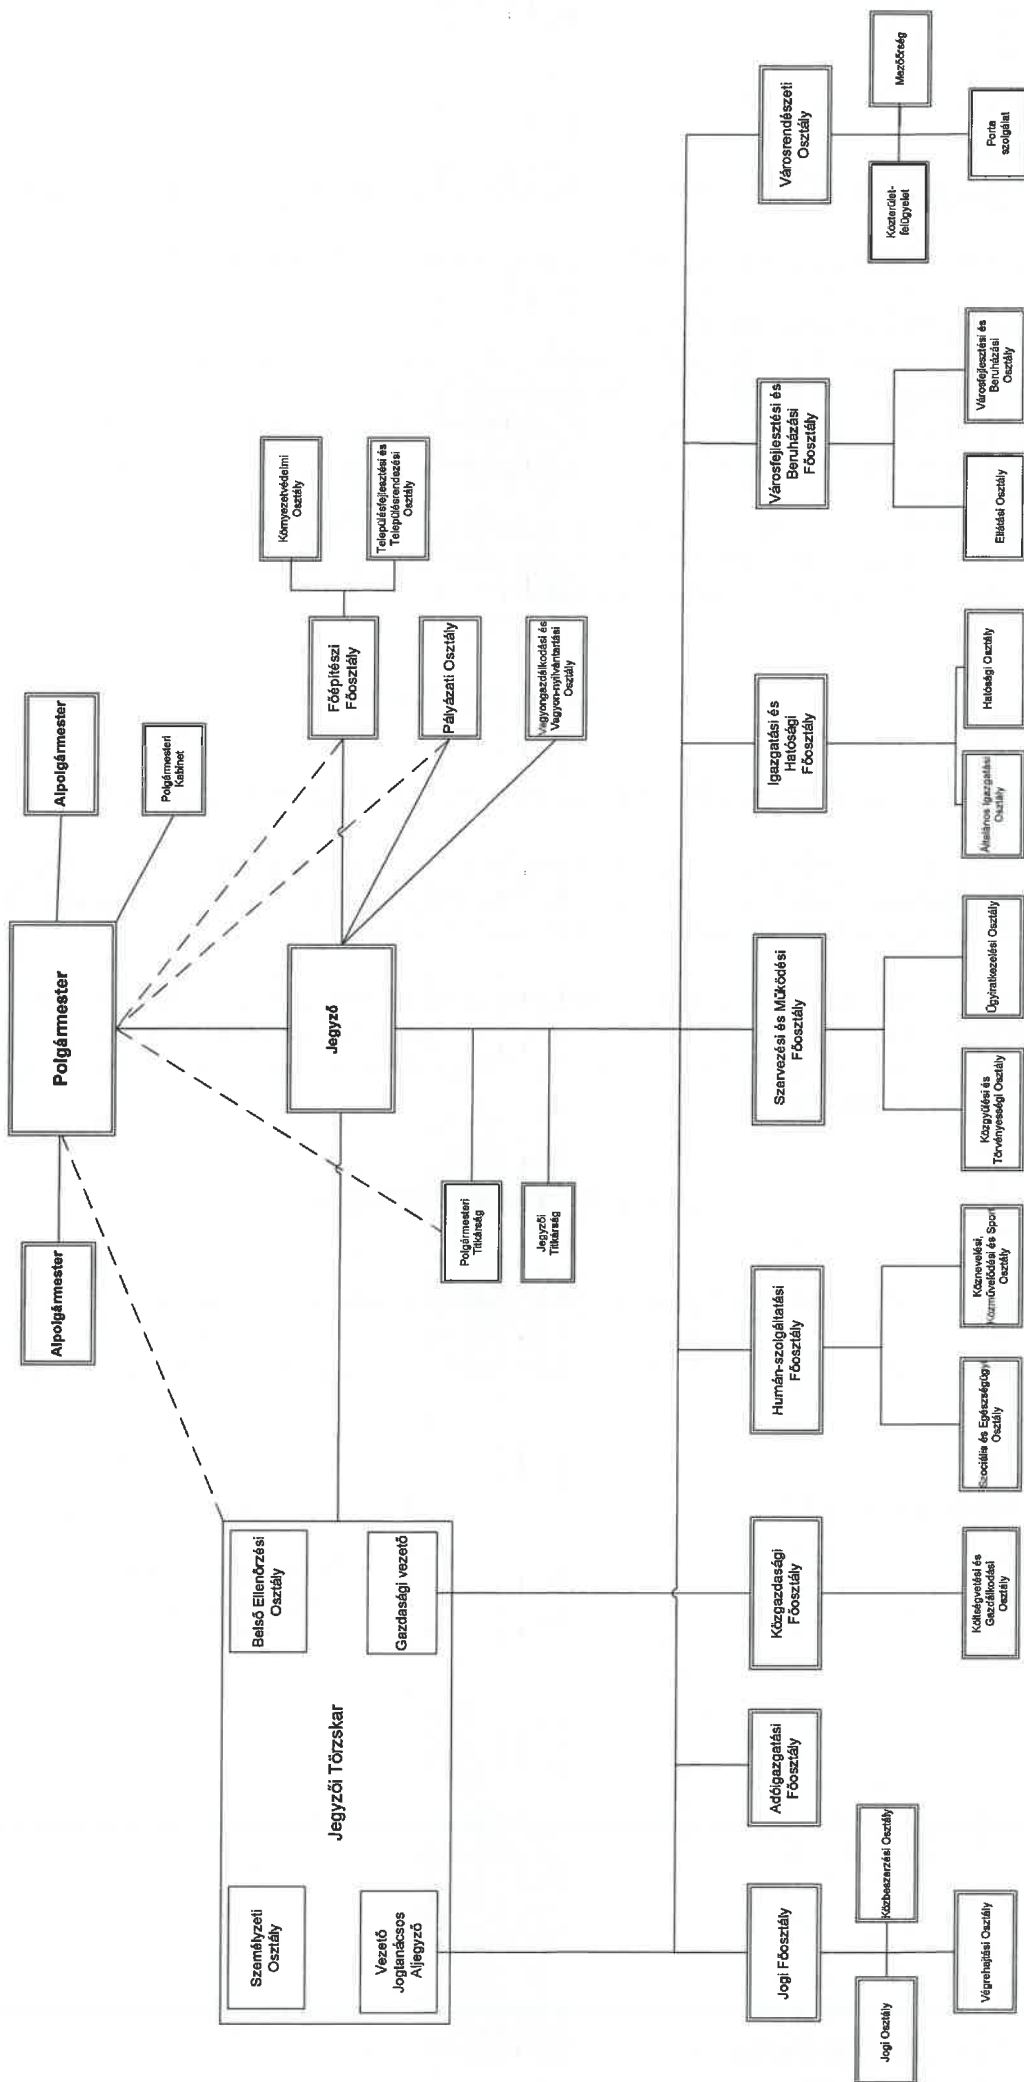 Alpolgármester
Polgármester
Alpolgármester
Polgármesteri
Kabinet
Személyzeti
Osztály
Belső Ellenőrzési
Osztály
Jegyzői Törzskar
Vezető
Jogtanácsos
Aljegyző
Gazdasági vezető
Jegyző
Főépítészi
Főosztály
Környezetvédelmi
Osztály
Településfejlesztési és
Településrendezési
Osztály
Pályázati Osztály
Vagyongazdálkodási és
Vagyon-nyilvántartási
Osztály
Polgármesteri
Titkárság
Jegyzői
Titkárság
Jogi Főosztály
Adóigazgatási
Főosztály
Közgazdasági
Főosztály
Humán-szolgáltatási
Főosztály
Szervezési és Működési
Főosztály
Igazgatási és
Hatósági
Főosztály
Városfejlesztési és
Beruházási
Főosztály
Városrendészeti
Osztály
Jogi Osztály
Közbeszerzési Osztály
Végrehajtási Osztály
Költségvetési és
Gazdálkodási
Osztály
Szociális és Egészségügyi
Osztály
Köznevelési,
Közművelődési és Sport
Osztály
Közgyűlési és
Törvényességi Osztály
Ügyiratkezelési Osztály
Általános Igazgatási
Osztály
Hatósági Osztály
Ellátási Osztály
Városfejlesztési és
Beruházási
Osztály
Közterület-
felügyelet
Mezőőrség
Porta
szolgálat